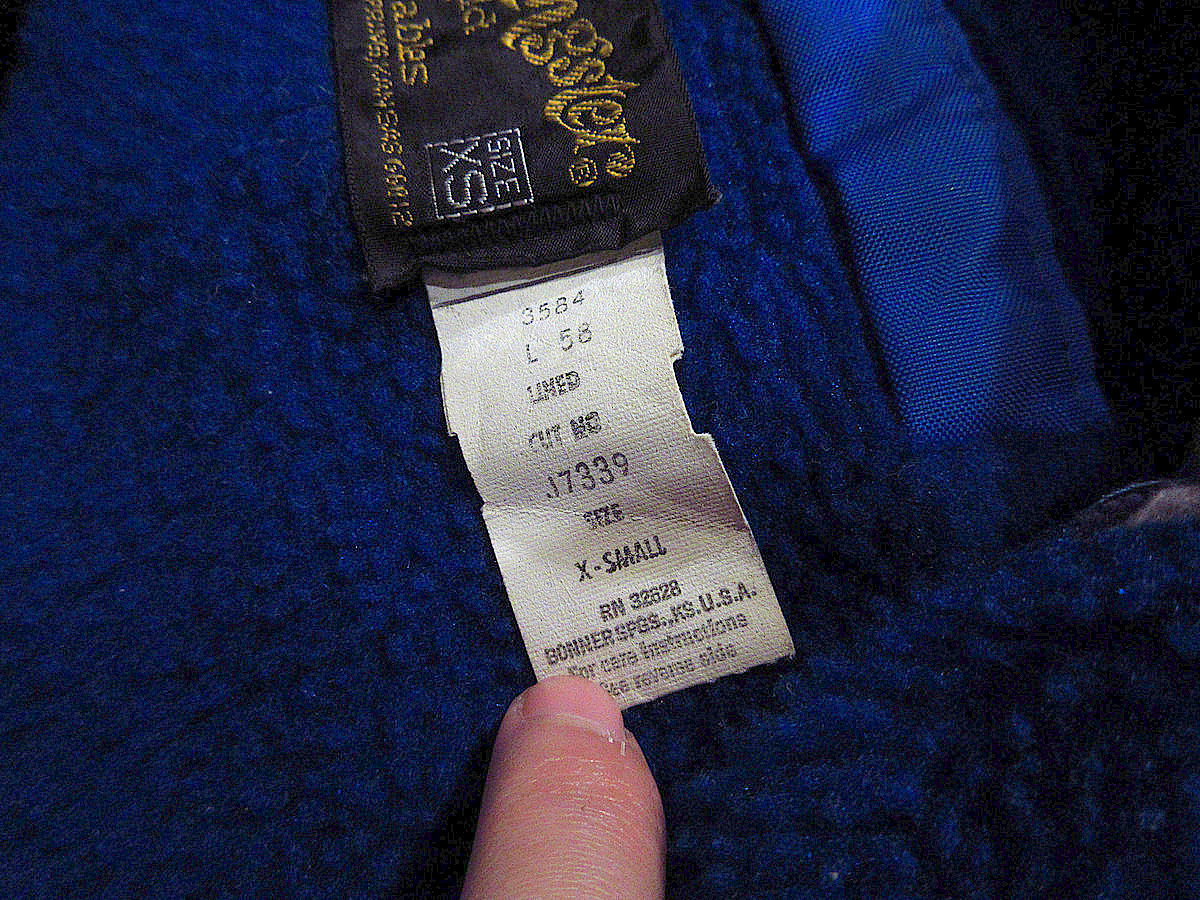 SIZE
XS
3584
L 58
LINED
CUT NO
J7339
SIZE
X-SMALL
RN 32628
BONNER SPGS., KS. U.S.A.
For care instructions
see reverse side